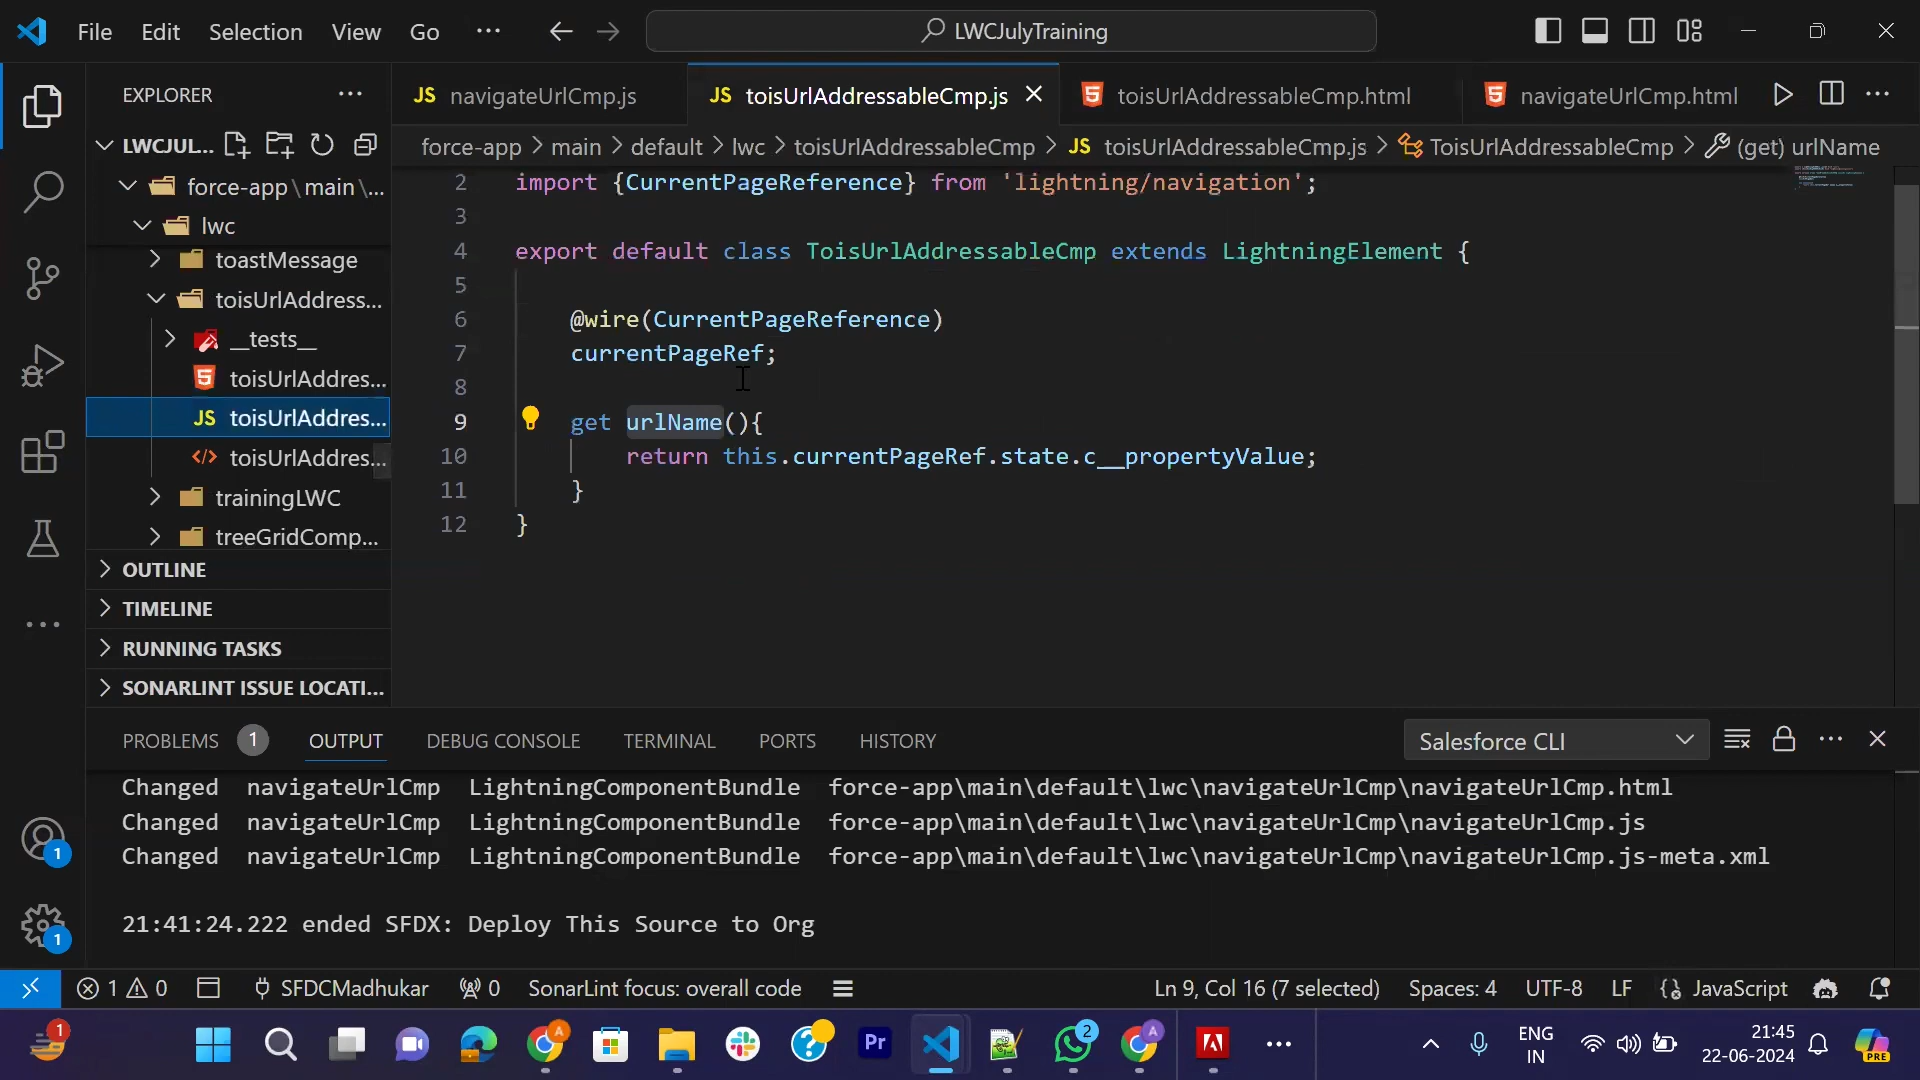 File Edit Selection View Go ··· LWCJulyTraining
EXPLORER ···
navigateUrlCmp.js
toisUrlAddressableCmp.js
toisUrlAddressableCmp.html
navigateUrlCmp.html
LWCJUL...
force-app > main > default > lwc > toisUrlAddressableCmp > JS toisUrlAddressableCmp.js > ToisUrlAddressableCmp > (get) urlName
force-app\main\...
lwc
toastMessage
toisUrlAddress...
__tests__
toisUrlAddres...
JS toisUrlAddres...
toisUrlAddres...
trainingLWC
treeGridComp...
OUTLINE
TIMELINE
RUNNING TASKS
SONARLINT ISSUE LOCATI...
2 import {CurrentPageReference} from 'lightning/navigation';
3
4 export default class ToisUrlAddressableCmp extends LightningElement {
5
6 @wire(CurrentPageReference)
7 currentPageRef;
8
9 get urlName(){
10 return this.currentPageRef.state.c__propertyValue;
11 }
12 }
PROBLEMS 1 OUTPUT DEBUG CONSOLE TERMINAL PORTS HISTORY Salesforce CLI
Changed navigateUrlCmp LightningComponentBundle force-app\main\default\lwc\navigateUrlCmp\navigateUrlCmp.html
Changed navigateUrlCmp LightningComponentBundle force-app\main\default\lwc\navigateUrlCmp\navigateUrlCmp.js
Changed navigateUrlCmp LightningComponentBundle force-app\main\default\lwc\navigateUrlCmp\navigateUrlCmp.js-meta.xml
21:41:24.222 ended SFDX: Deploy This Source to Org
1 0 SFDCMadhukar 0 SonarLint focus: overall code Ln 9, Col 16 (7 selected) Spaces: 4 UTF-8 LF {} JavaScript
ENG
IN
21:45
22-06-2024